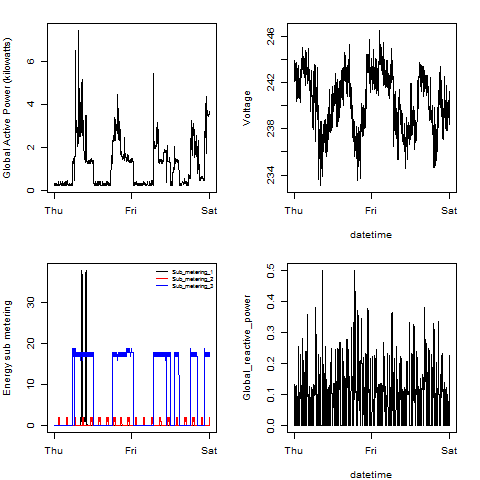 Global Active Power (kilowatts)
0 2 4 6
Thu Fri Sat
Voltage
234 238 242 246
Thu Fri Sat
datetime
Energy sub metering
0 10 20 30
Sub_metering_1
Sub_metering_2
Sub_metering_3
Thu Fri Sat
Global_reactive_power
0.0 0.1 0.2 0.3 0.4 0.5
Thu Fri Sat
datetime